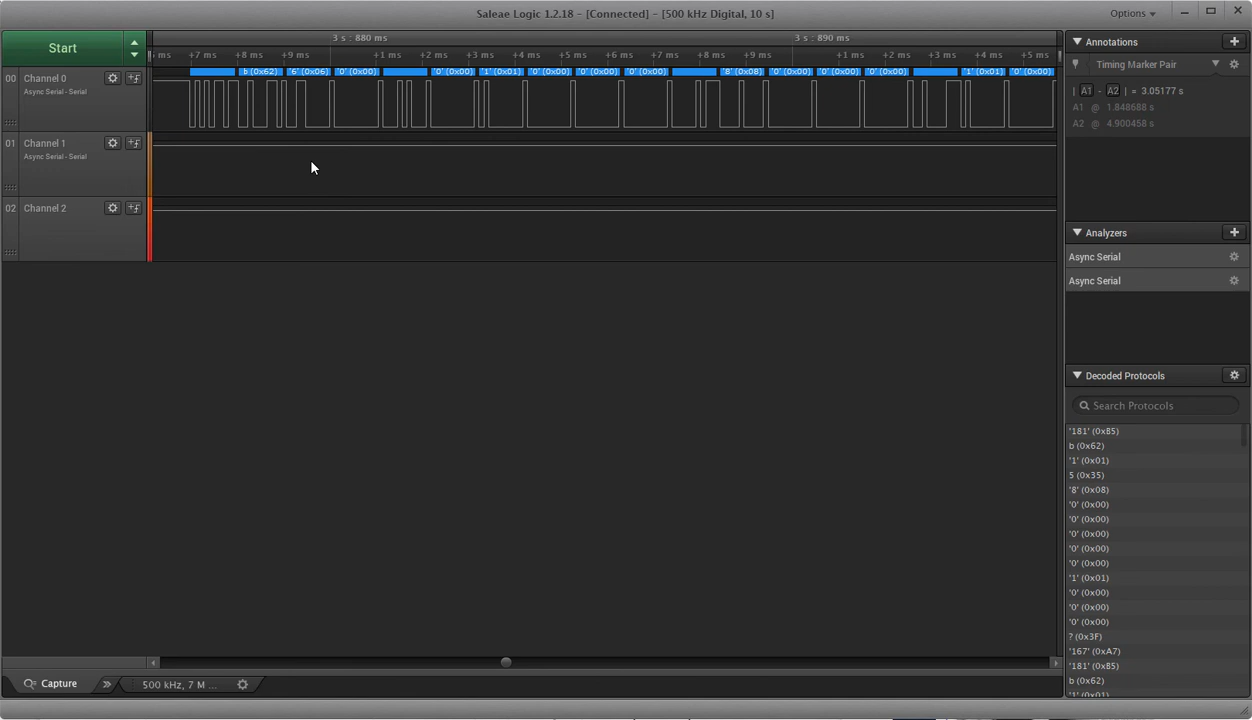 Saleae Logic 1.2.18 - [Connected] - [500 kHz Digital, 10 s]
Options
Start
3 s : 880 ms
3 s : 890 ms
+7 ms +8 ms +9 ms +1 ms +2 ms +3 ms +4 ms +5 ms +6 ms +7 ms +8 ms +9 ms +1 ms +2 ms +3 ms +4 ms +5 ms
b (0x62) '6' (0x06) '0' (0x00) '0' (0x00) '1' (0x01) '0' (0x00) '0' (0x00) '0' (0x00) '8' (0x08) '0' (0x00) '0' (0x00) '0' (0x00) '1' (0x01) '0' (0x00)
00 Channel 0
Async Serial - Serial
01 Channel 1
Async Serial - Serial
02 Channel 2
Annotations
Timing Marker Pair
| A1 - A2 | = 3.05177 s
A1 @ 1.848688 s
A2 @ 4.900458 s
Analyzers
Async Serial
Async Serial
Decoded Protocols
Search Protocols
'181' (0xB5)
b (0x62)
'1' (0x01)
5 (0x35)
'8' (0x08)
'0' (0x00)
'0' (0x00)
'0' (0x00)
'0' (0x00)
'0' (0x00)
'1' (0x01)
'0' (0x00)
'0' (0x00)
'0' (0x00)
? (0x3F)
'167' (0xA7)
'181' (0xB5)
b (0x62)
'1' (0x01)
Capture
500 kHz, 7 M ...